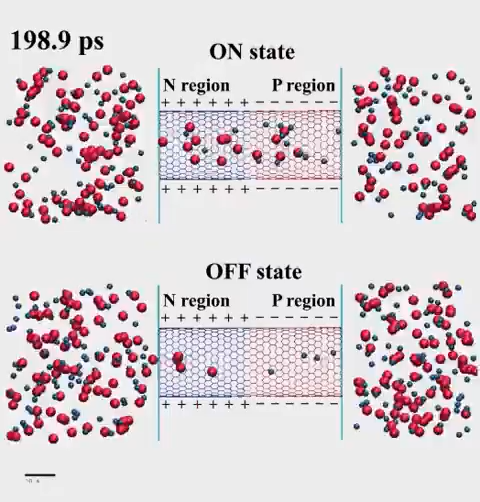 198.9 ps
ON state
N region P region
+ + + + + + − − − − − −
+ + + + + + − − − − − −
OFF state
N region P region
+ + + + + + − − − − − −
+ + + + + + − − − − − −